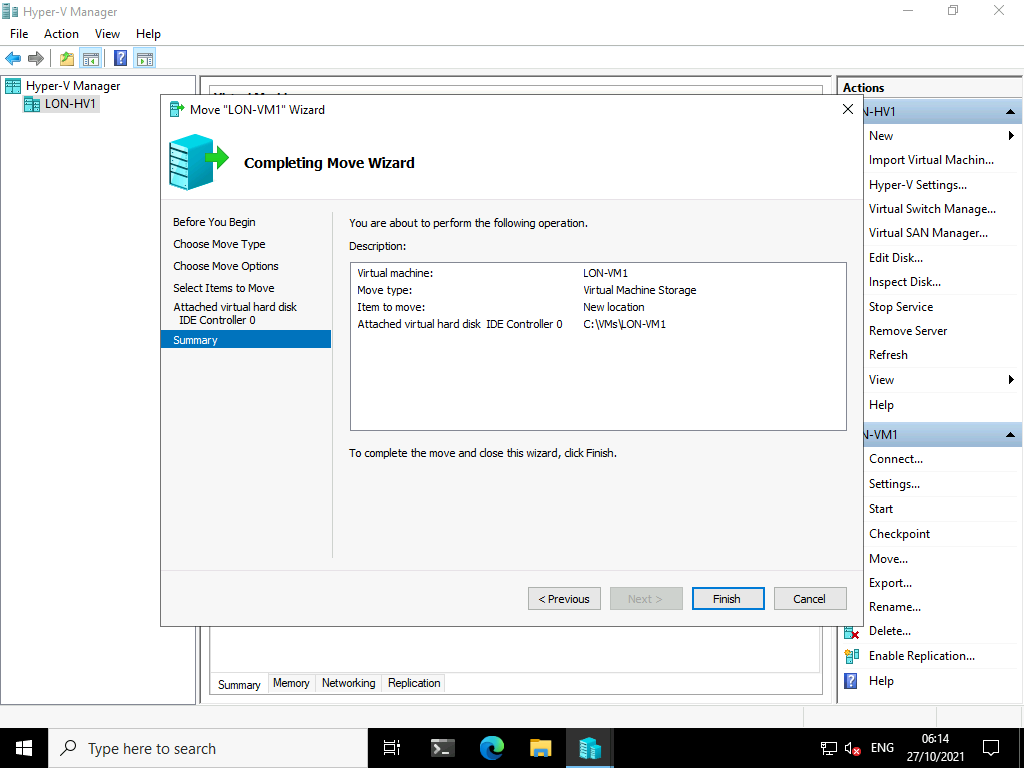 Hyper-V Manager
File Action View Help
Hyper-V Manager
LON-HV1
Move "LON-VM1" Wizard
Completing Move Wizard
Before You Begin
Choose Move Type
Choose Move Options
Select Items to Move
Attached virtual hard disk
IDE Controller 0
Summary
You are about to perform the following operation.
Description:
Virtual machine: LON-VM1
Move type: Virtual Machine Storage
Item to move: New location
Attached virtual hard disk IDE Controller 0 C:\VMs\LON-VM1
To complete the move and close this wizard, click Finish.
< Previous Next > Finish Cancel
Summary Memory Networking Replication
Actions
N-HV1
New
Import Virtual Machin...
Hyper-V Settings...
Virtual Switch Manage...
Virtual SAN Manager...
Edit Disk...
Inspect Disk...
Stop Service
Remove Server
Refresh
View
Help
N-VM1
Connect...
Settings...
Start
Checkpoint
Move...
Export...
Rename...
Delete...
Enable Replication...
Help
Type here to search
ENG
06:14
27/10/2021